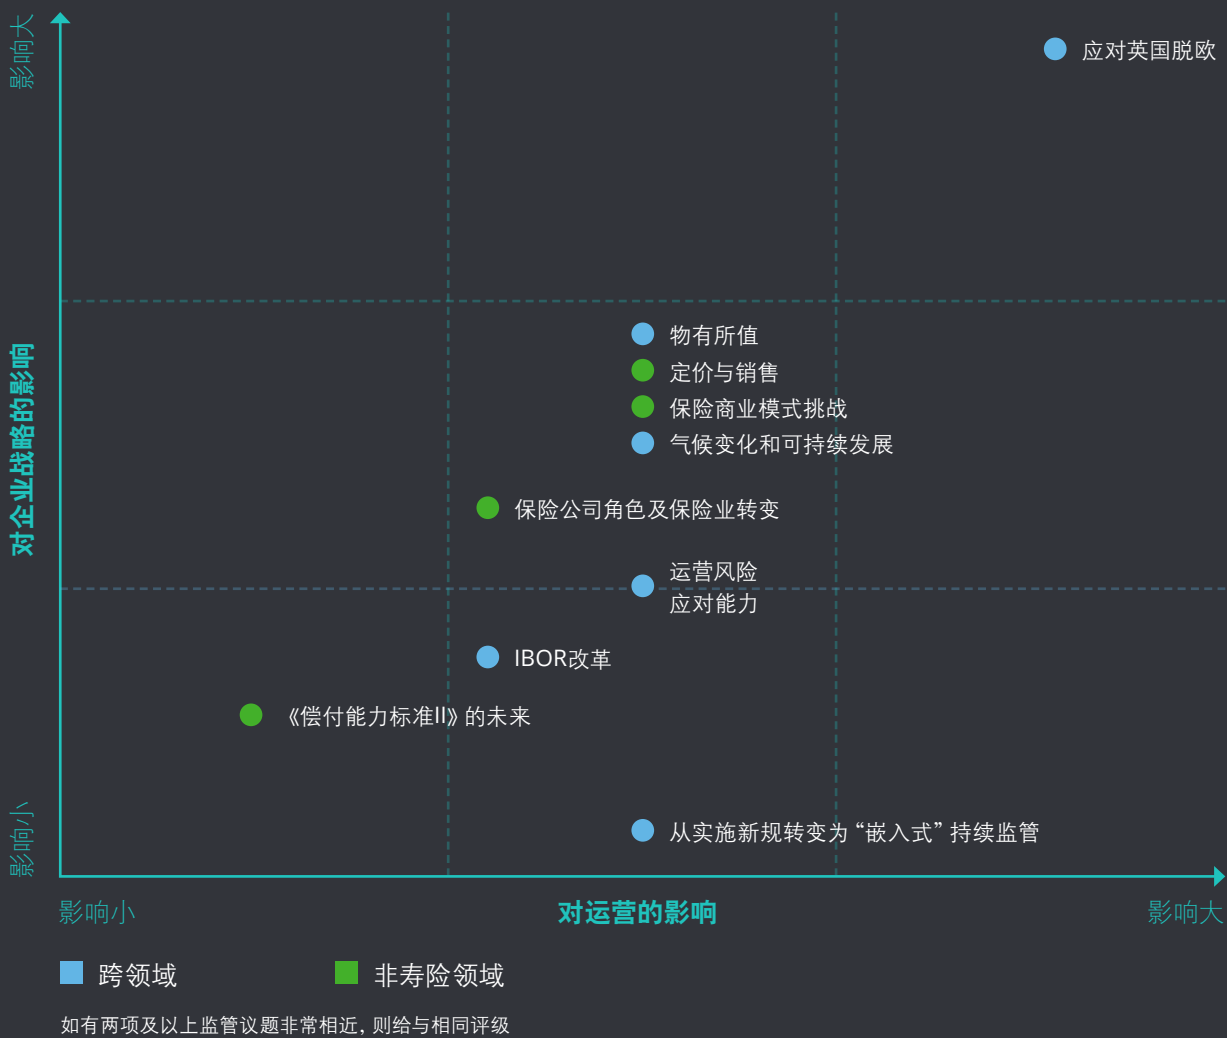 影响大
应对英国脱欧
物有所值
定价与销售
保险商业模式挑战
气候变化和可持续发展
对企业战略的影响
保险公司角色及保险业转变
运营风险
应对能力
IBOR改革
《偿付能力标准II》的未来
从实施新规转变为“嵌入式”持续监管
影响小
影响小
对运营的影响
影响大
跨领域
非寿险领域
如有两项及以上监管议题非常相近，则给与相同评级